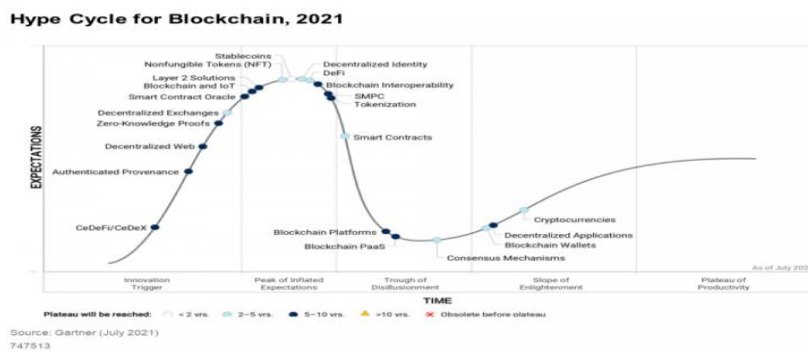 Hype Cycle for Blockchain, 2021
Stablecoins
Nonfungible Tokens (NFT)
Layer 2 Solutions
Blockchain and IoT
Smart Contract Oracle
Decentralized Exchanges
Zero-Knowledge Proofs
Decentralized Web
Authenticated Provenance
CeDeFi/CeDeX
Decentralized Identity
DeFi
Blockchain Interoperability
SMPC
Tokenization
Smart Contracts
Blockchain Platforms
Blockchain PaaS
Consensus Mechanisms
Blockchain Wallets
Decentralized Applications
Cryptocurrencies
EXPECTATIONS
As of July 202
Innovation Trigger
Peak of Inflated Expectations
Trough of Disillusionment
Slope of Enlightenment
Plateau of Productivity
TIME
Plateau will be reached: < 2 yrs. 2–5 yrs. 5–10 yrs. >10 yrs. Obsolete before plateau
Source: Gartner (July 2021)
747513